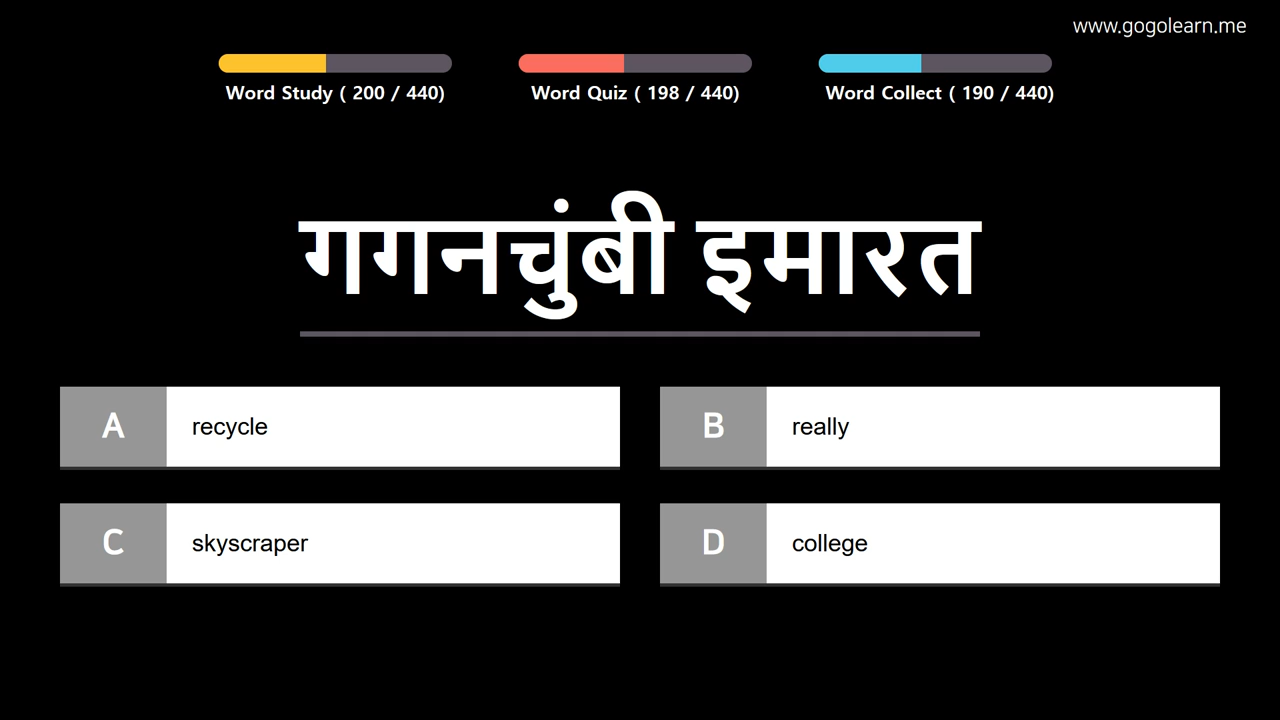 www.gogolearn.me
Word Study ( 200 / 440)
Word Quiz ( 198 / 440)
Word Collect ( 190 / 440)
गगनचुंबी इमारत
A
recycle
B
really
C
skyscraper
D
college